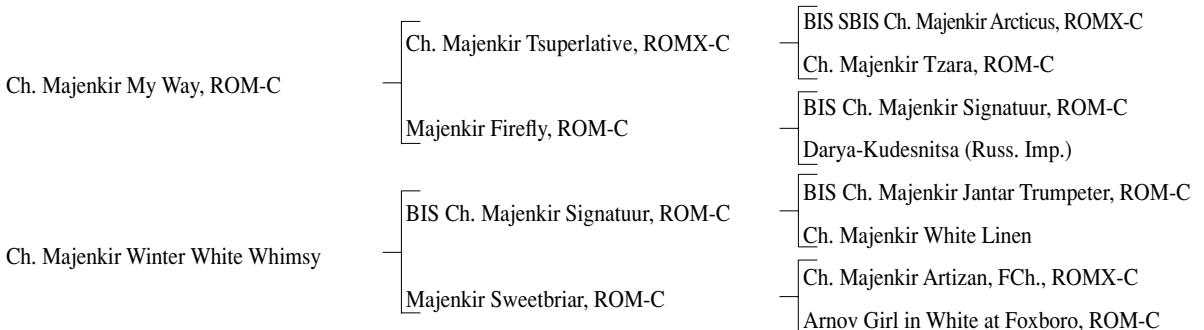 BIS SBIS Ch. Majenkir Arcticus, ROMX-C
Ch. Majenkir Tsuperlative, ROMX-C
Ch. Majenkir Tzara, ROM-C
Ch. Majenkir My Way, ROM-C
BIS Ch. Majenkir Signatuur, ROM-C
Majenkir Firefly, ROM-C
Darya-Kudesnitsa (Russ. Imp.)
BIS Ch. Majenkir Jantar Trumpeter, ROM-C
BIS Ch. Majenkir Signatuur, ROM-C
Ch. Majenkir White Linen
Ch. Majenkir Winter White Whimsy
Ch. Majenkir Artizan, FCh., ROMX-C
Majenkir Sweetbriar, ROM-C
Arnov Girl in White at Foxboro, ROM-C